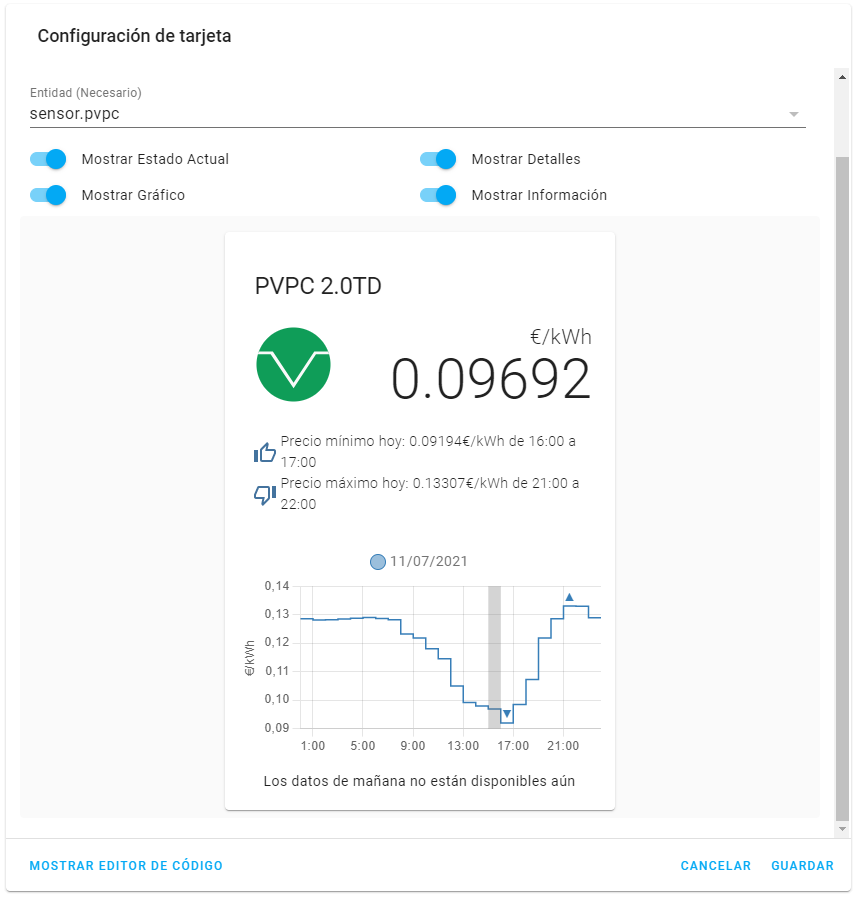 Configuración de tarjeta
Entidad (Necesario)
sensor.pvpc
Mostrar Estado Actual
Mostrar Detalles
Mostrar Gráfico
Mostrar Información
PVPC 2.0TD
€/kWh
0.09692
Precio mínimo hoy: 0.09194€/kWh de 16:00 a
17:00
Precio máximo hoy: 0.13307€/kWh de 21:00 a
22:00
11/07/2021
€/kWh
0,14
0,13
0,12
0,11
0,10
0,09
1:00 5:00 9:00 13:00 17:00 21:00
Los datos de mañana no están disponibles aún
MOSTRAR EDITOR DE CÓDIGO
CANCELAR
GUARDAR